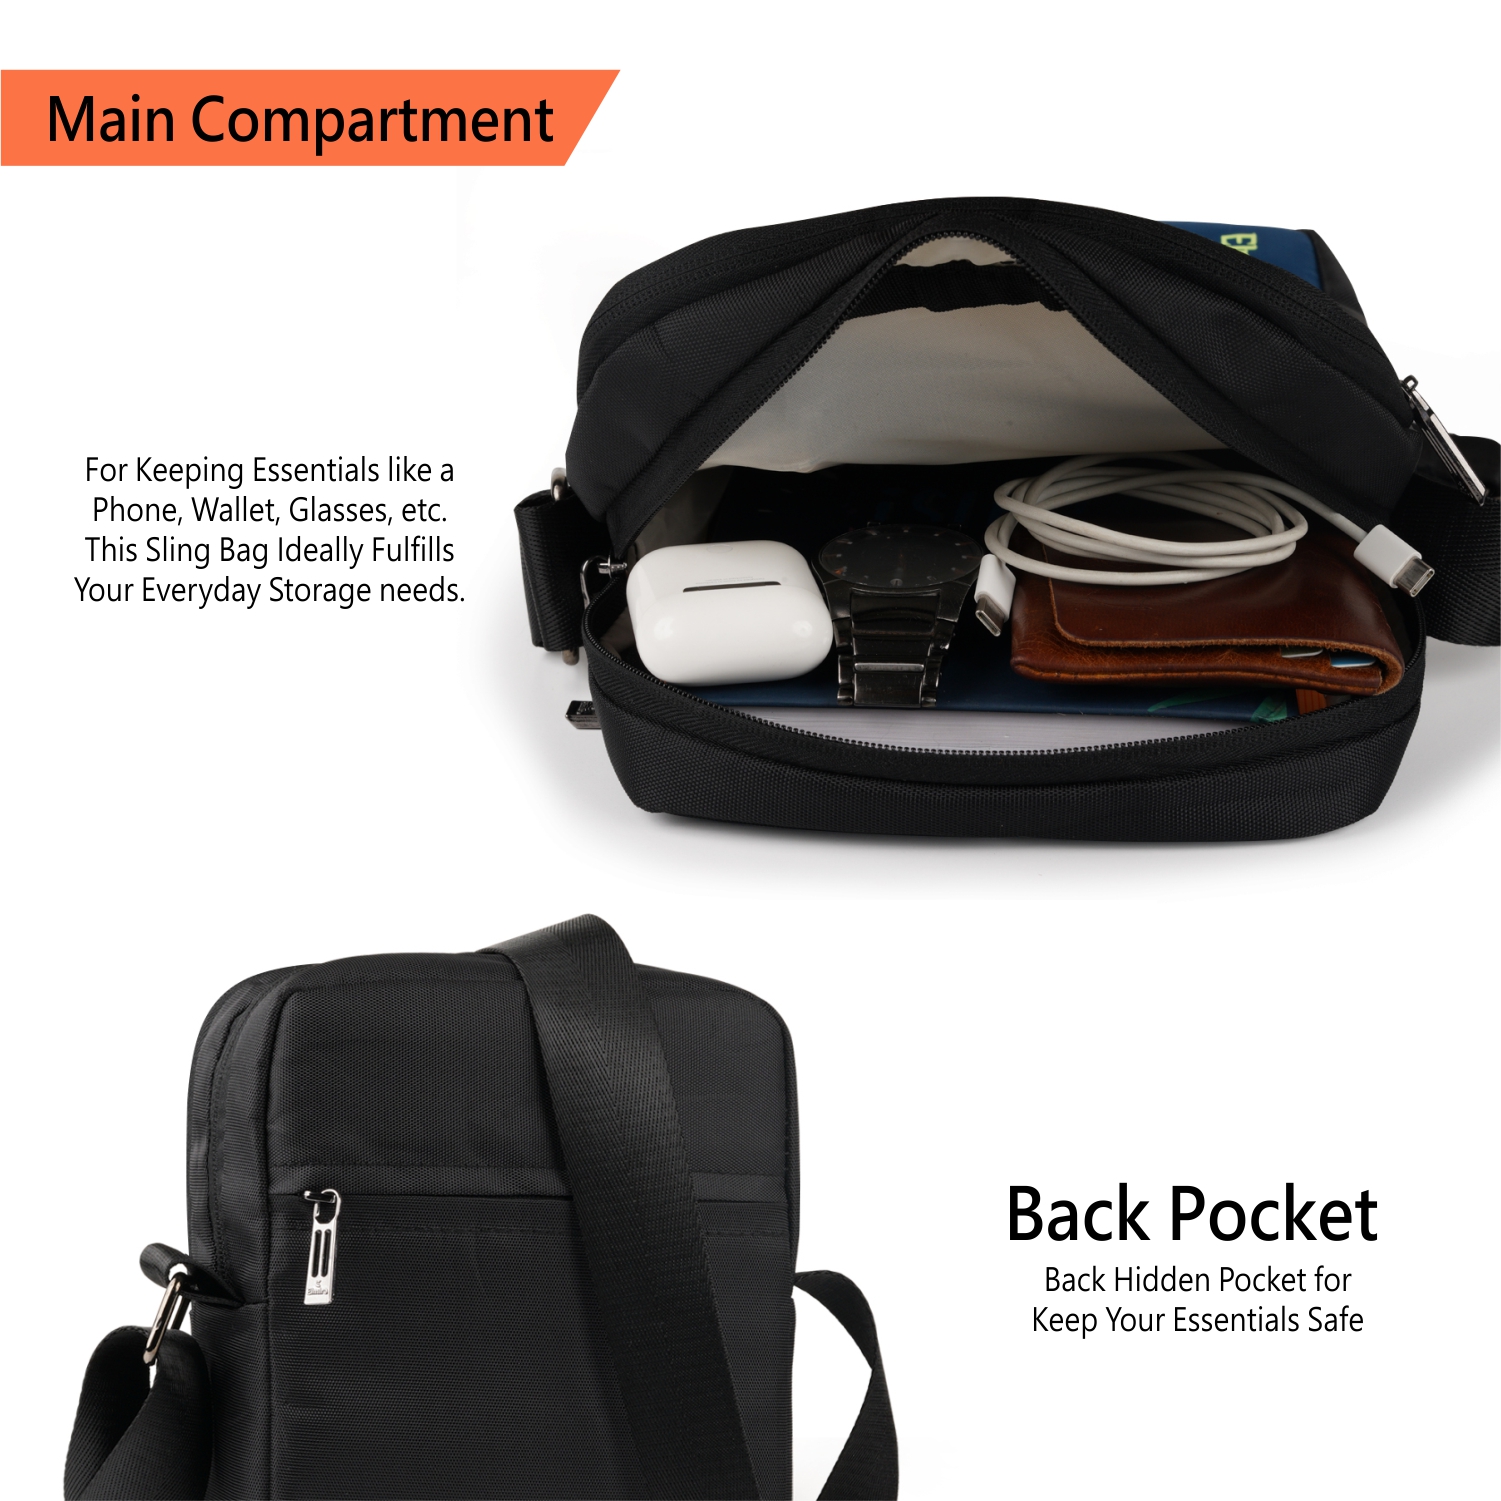 Main Compartment
For Keeping Essentials like a
Phone, Wallet, Glasses, etc.
This Sling Bag Ideally Fulfills
Your Everyday Storage needs.
Back Pocket
Back Hidden Pocket for
Keep Your Essentials Safe